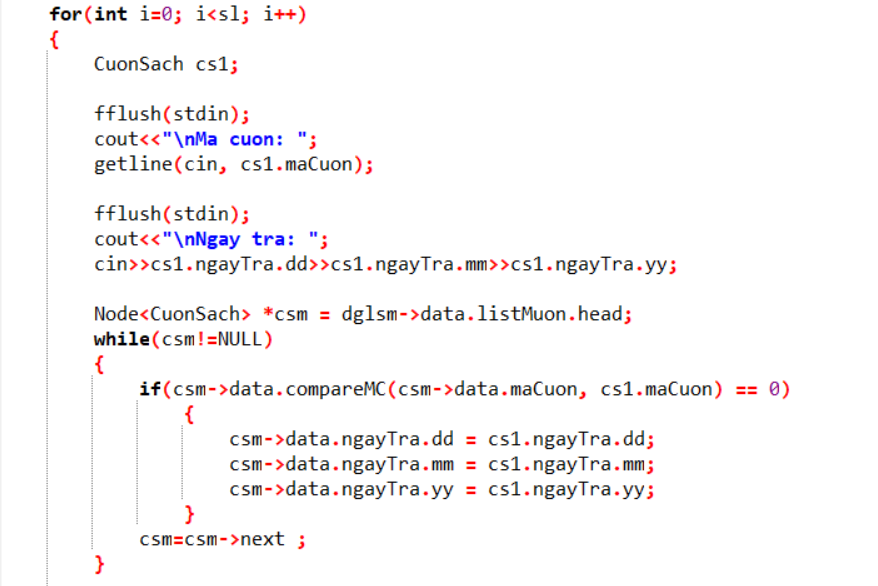 for(int i=0; i<sl; i++)
{
CuonSach cs1;
fflush(stdin);
cout<<"\nMa cuon: ";
getline(cin, cs1.maCuon);
fflush(stdin);
cout<<"\nNgay tra: ";
cin>>cs1.ngayTra.dd>>cs1.ngayTra.mm>>cs1.ngayTra.yy;
Node<CuonSach> *csm = dglsm->data.listMuon.head;
while(csm!=NULL)
{
if(csm->data.compareMC(csm->data.maCuon, cs1.maCuon) == 0)
{
csm->data.ngayTra.dd = cs1.ngayTra.dd;
csm->data.ngayTra.mm = cs1.ngayTra.mm;
csm->data.ngayTra.yy = cs1.ngayTra.yy;
}
csm=csm->next ;
}